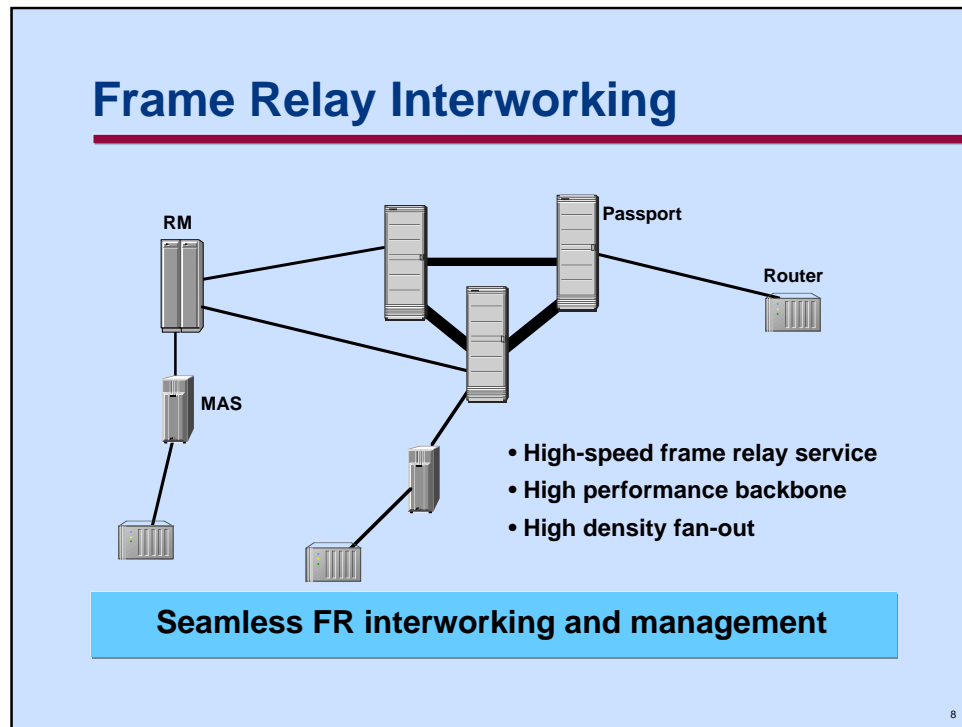 Frame Relay Interworking
RM
Passport
Router
MAS
• High-speed frame relay service
• High performance backbone
• High density fan-out
Seamless FR interworking and management
8